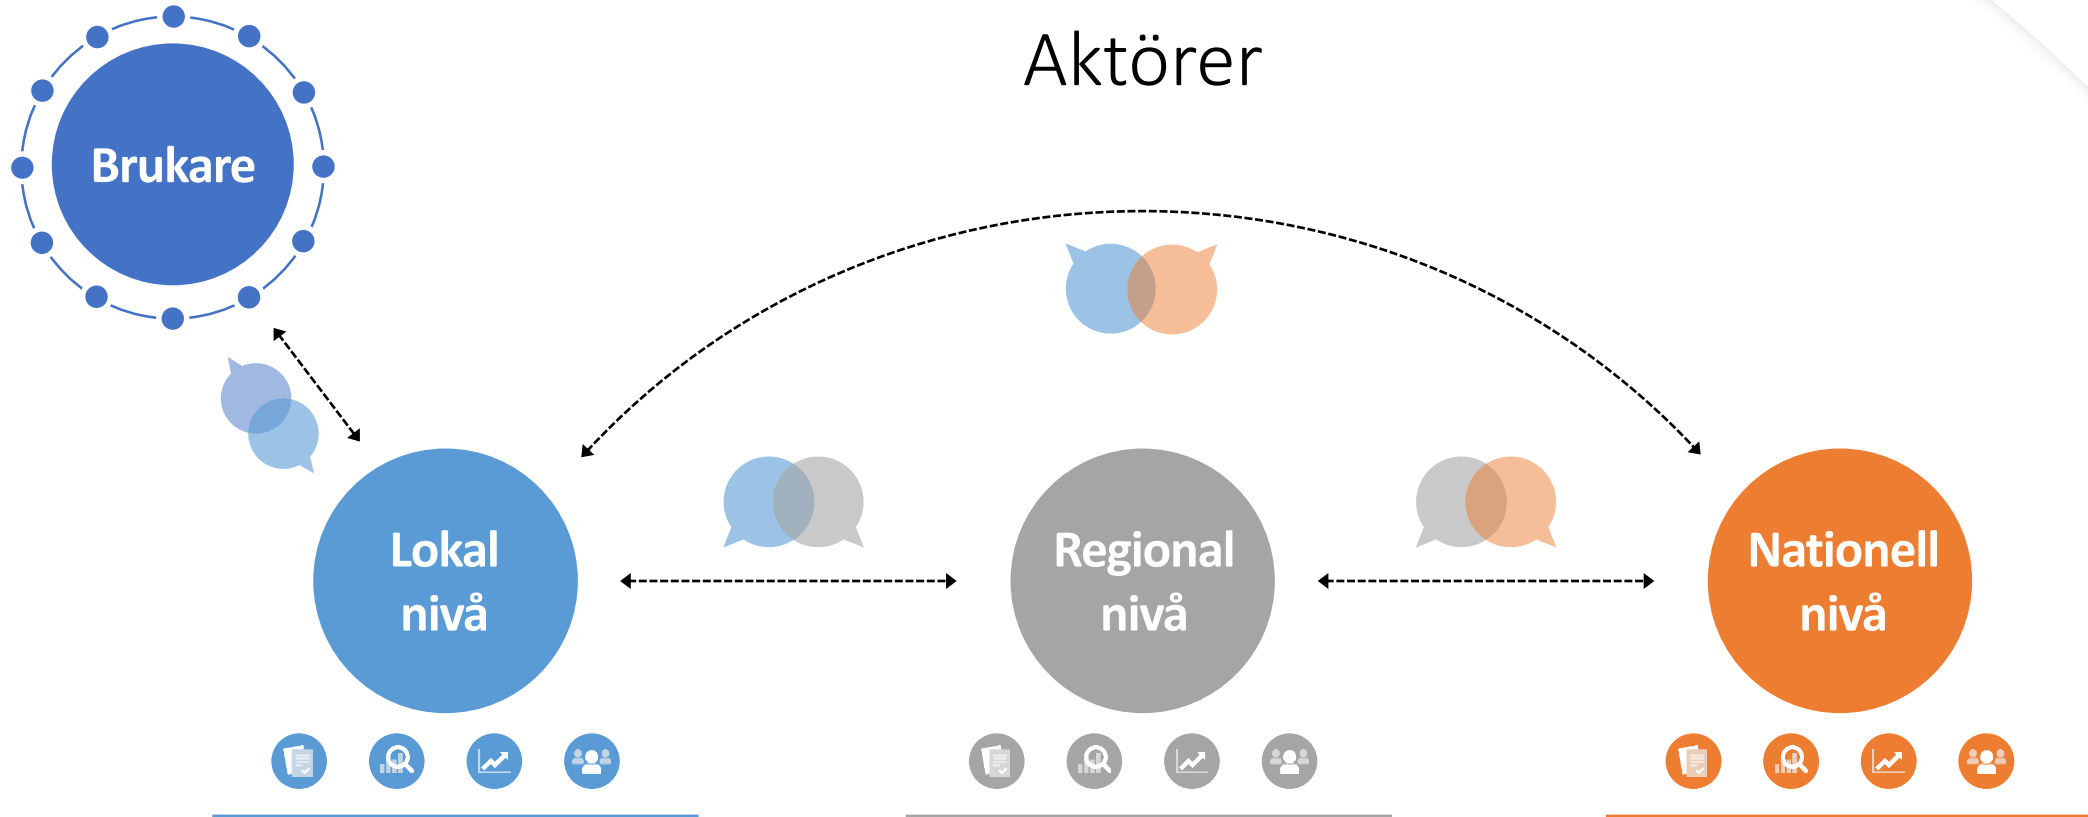 Aktörer
Brukare
Lokal
nivå
Regional
nivå
Nationell
nivå